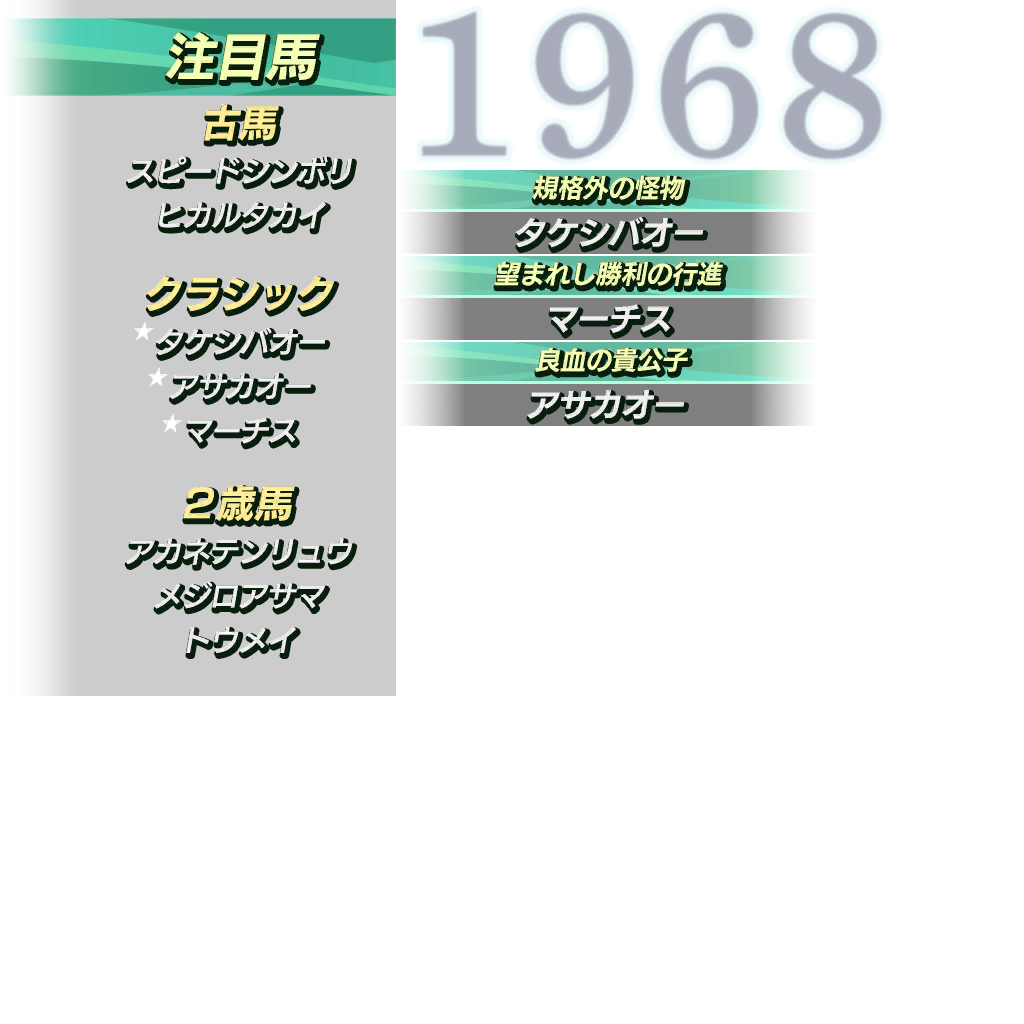 注目馬
古馬
スピードシンボリ
ヒカルタカイ
クラシック
★タケシバオー
★アサカオー
★マーチス
2歳馬
アカネテンリュウ
メジロアサマ
トウメイ
1968
規格外の怪物
タケシバオー
望まれし勝利の行進
マーチス
良血の貴公子
アサカオー